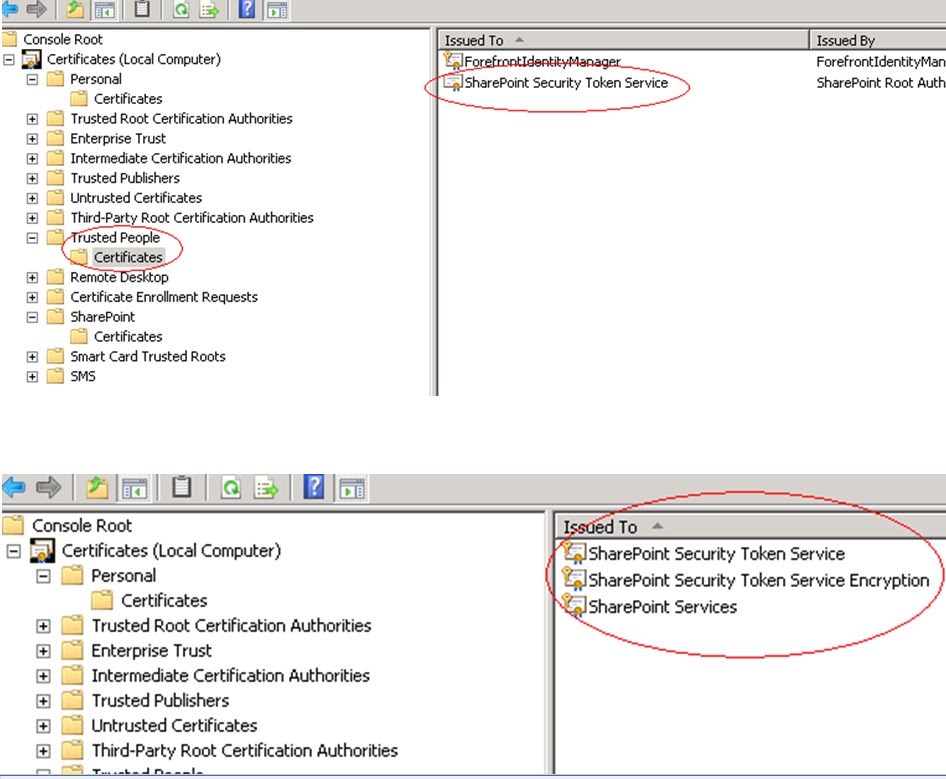 Console Root
Certificates (Local Computer)
Personal
Certificates
Trusted Root Certification Authorities
Enterprise Trust
Intermediate Certification Authorities
Trusted Publishers
Untrusted Certificates
Third-Party Root Certification Authorities
Trusted People
Certificates
Remote Desktop
Certificate Enrollment Requests
SharePoint
Certificates
Smart Card Trusted Roots
SMS
Issued To Issued By
ForefrontIdentityManager ForefrontIdentityMan
SharePoint Security Token Service SharePoint Root Auth
Console Root
Certificates (Local Computer)
Personal
Certificates
Trusted Root Certification Authorities
Enterprise Trust
Intermediate Certification Authorities
Trusted Publishers
Untrusted Certificates
Third-Party Root Certification Authorities
Trusted People
Issued To
SharePoint Security Token Service
SharePoint Security Token Service Encryption
SharePoint Services